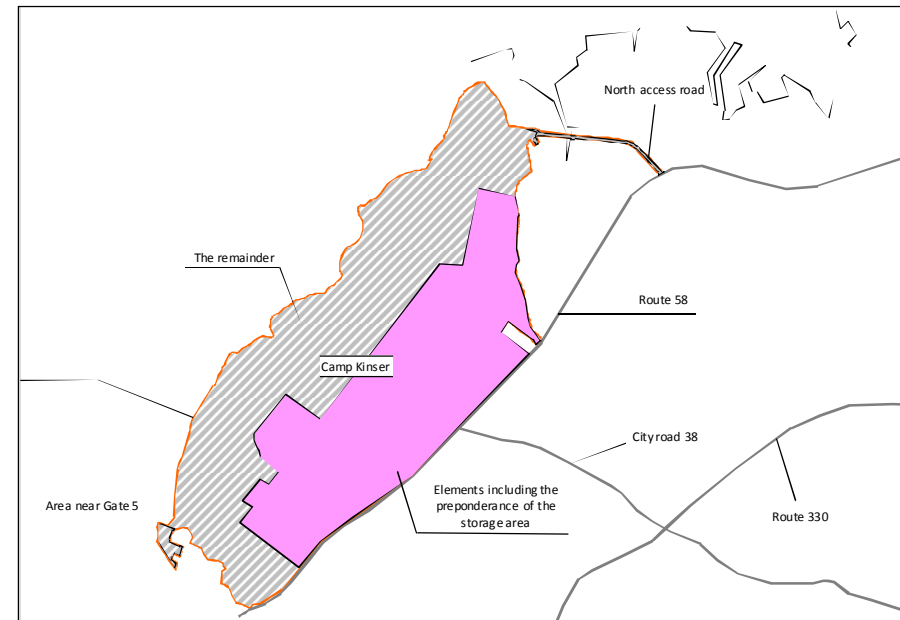 North access road
The remainder
Route 58
Camp Kinser
City road 38
Elements including the
preponderance of the
storage area
Area near Gate 5
Route 330